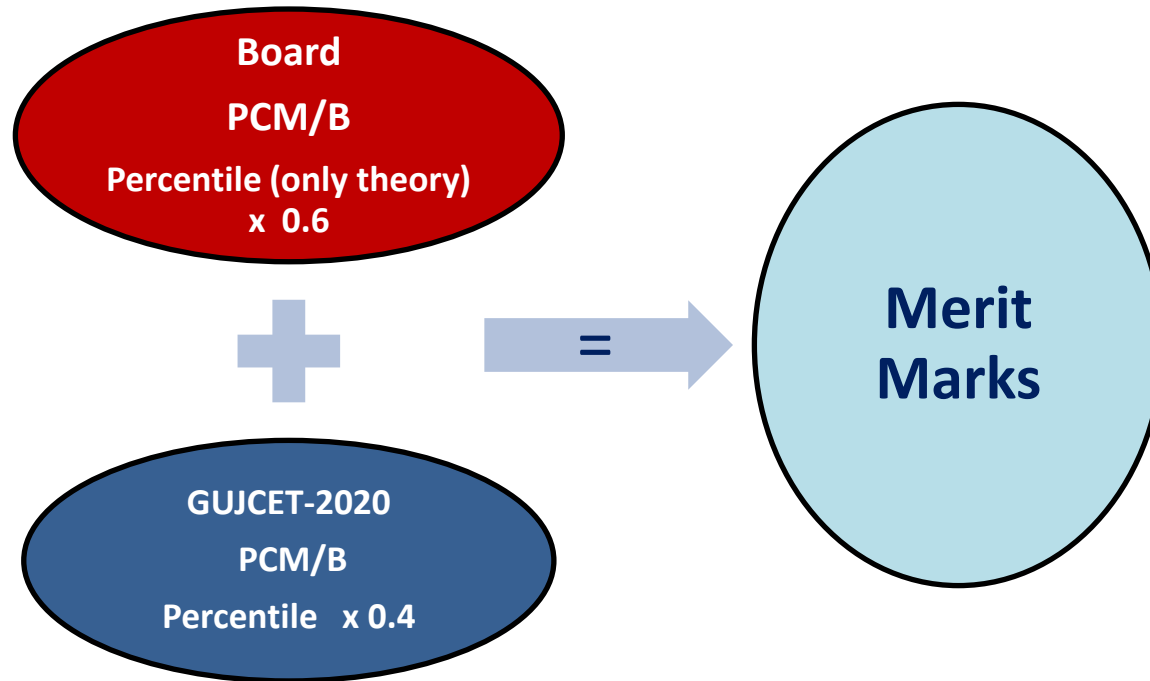 Board
PCM/B
Percentile (only theory)
x 0.6
=
Merit
Marks
GUJCET-2020
PCM/B
Percentile x 0.4